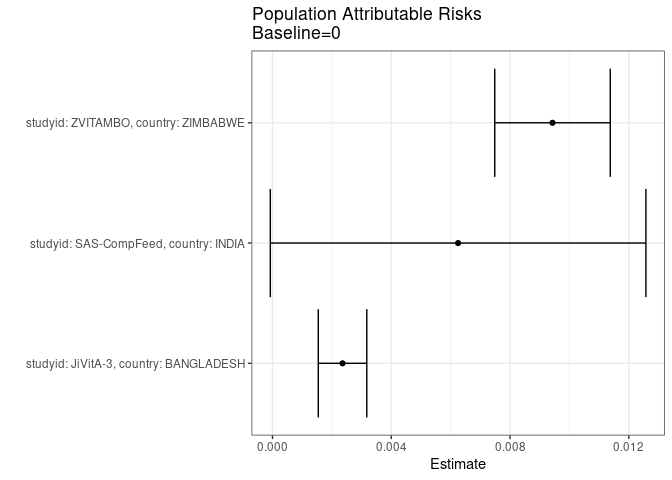 Population Attributable Risks
Baseline=0
studyid: ZVITAMBO, country: ZIMBABWE
studyid: SAS-CompFeed, country: INDIA
studyid: JiVitA-3, country: BANGLADESH
0.000 0.004 0.008 0.012
Estimate